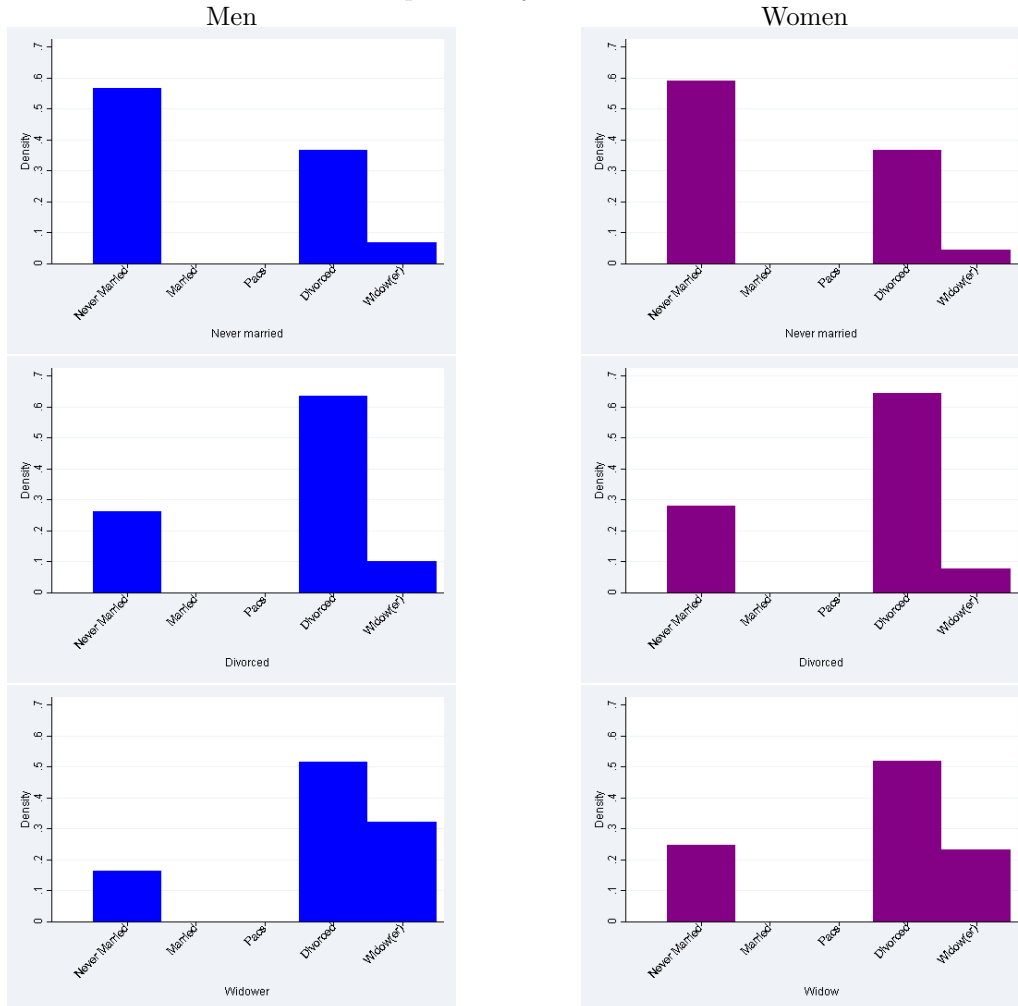 Men
Women
Density
0 .1 .2 .3 .4 .5 .6 .7
Never Married Married Pacs Divorced Widow(er)
Never married
Density
0 .1 .2 .3 .4 .5 .6 .7
Never Married Married Pacs Divorced Widow(er)
Never married
Density
0 .1 .2 .3 .4 .5 .6 .7
Never Married Married Pacs Divorced Widow(er)
Divorced
Density
0 .1 .2 .3 .4 .5 .6 .7
Never Married Married Pacs Divorced Widow(er)
Divorced
Density
0 .1 .2 .3 .4 .5 .6 .7
Never Married Married Pacs Divorced Widow(er)
Widower
Density
0 .1 .2 .3 .4 .5 .6 .7
Never Married Married Pacs Divorced Widow(er)
Widow